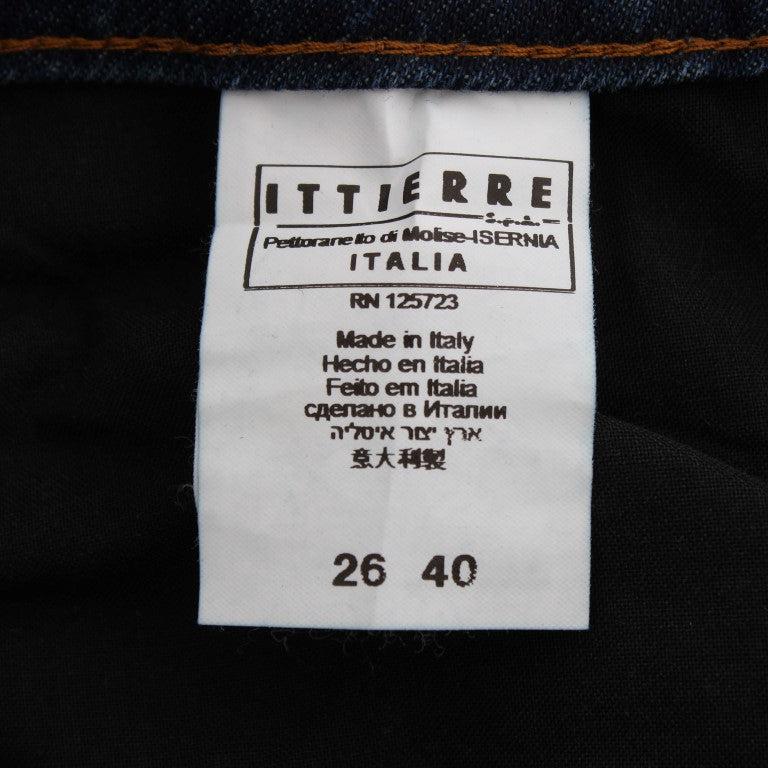 ITTIERRE
S.p.A.
Pettoranello di Molise-ISERNIA
ITALIA
RN 125723
Made in Italy
Hecho en Italia
Feito em Italia
сделано в Италии
ארץ יצור איטליה
意大利製
26 40